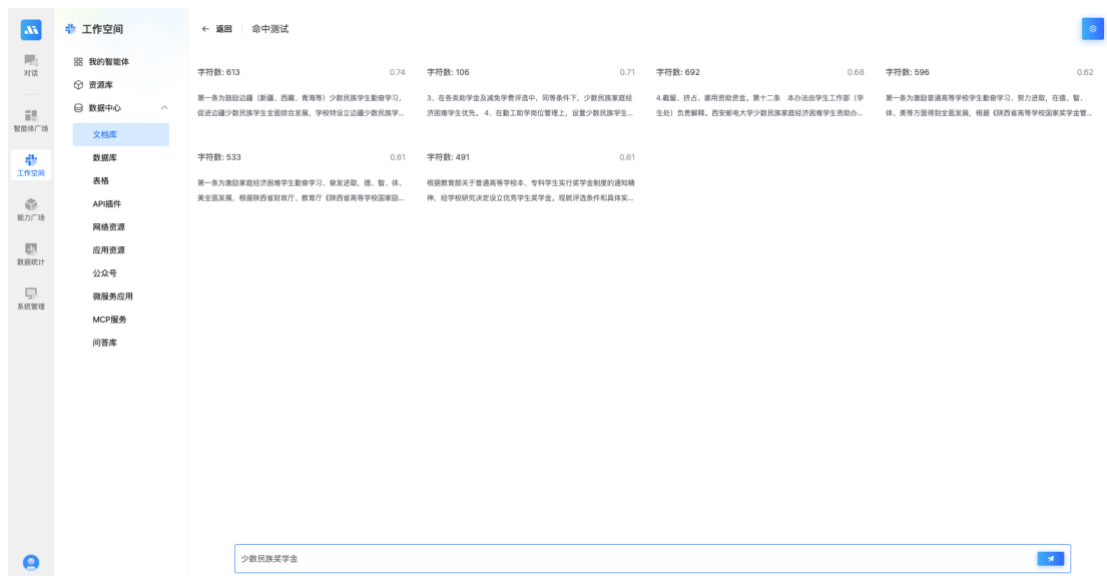 工作空间
返回
命中测试
对话
智能体广场
工作空间
能力广场
数据统计
系统管理
我的智能体
资源库
数据中心
文档库
数据库
表格
API插件
网络资源
应用资源
公众号
微服务应用
MCP服务
问答库
字符数: 613 0.74
第一条为鼓励边疆（新疆、西藏、青海等）少数民族学生勤奋学习，
促进边疆少数民族学生全面综合发展，学校特设立边疆少数民族学...
字符数: 106 0.71
3、在各类助学金及减免学费评选中，同等条件下，少数民族家庭经
济困难学生优先。 4、在勤工助学岗位管理上，设置少数民族学生...
字符数: 692 0.68
4.截留、挤占、挪用资助资金。第十二条 本办法由学生工作部（学
生处）负责解释。西安邮电大学少数民族家庭经济困难学生资助办...
字符数: 596 0.62
第一条为激励普通高等学校学生勤奋学习、努力进取，在德、智、
体、美等方面得到全面发展，根据《陕西省高等学校国家奖学金管...
字符数: 533 0.61
第一条为激励家庭经济困难学生勤奋学习、奋发进取，德、智、体、
美全面发展，根据陕西省财政厅、教育厅《陕西省高等学校国家励...
字符数: 491 0.61
根据教育部关于普通高等学校本、专科学生实行奖学金制度的通知精
神，经学校研究决定设立优秀学生奖学金。现就评选条件和具体实...
少数民族奖学金